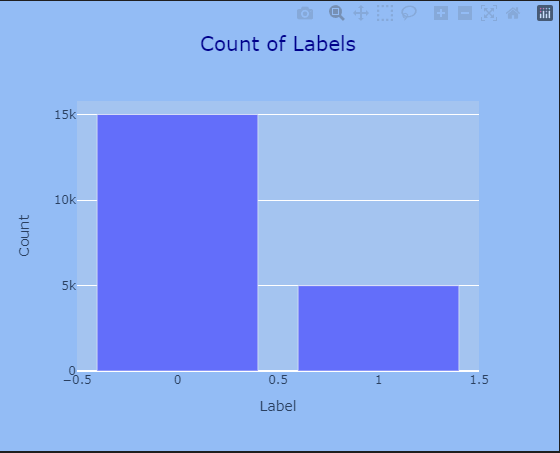 Count of Labels
15k
10k
5k
0
Count
−0.5 0 0.5 1 1.5
Label